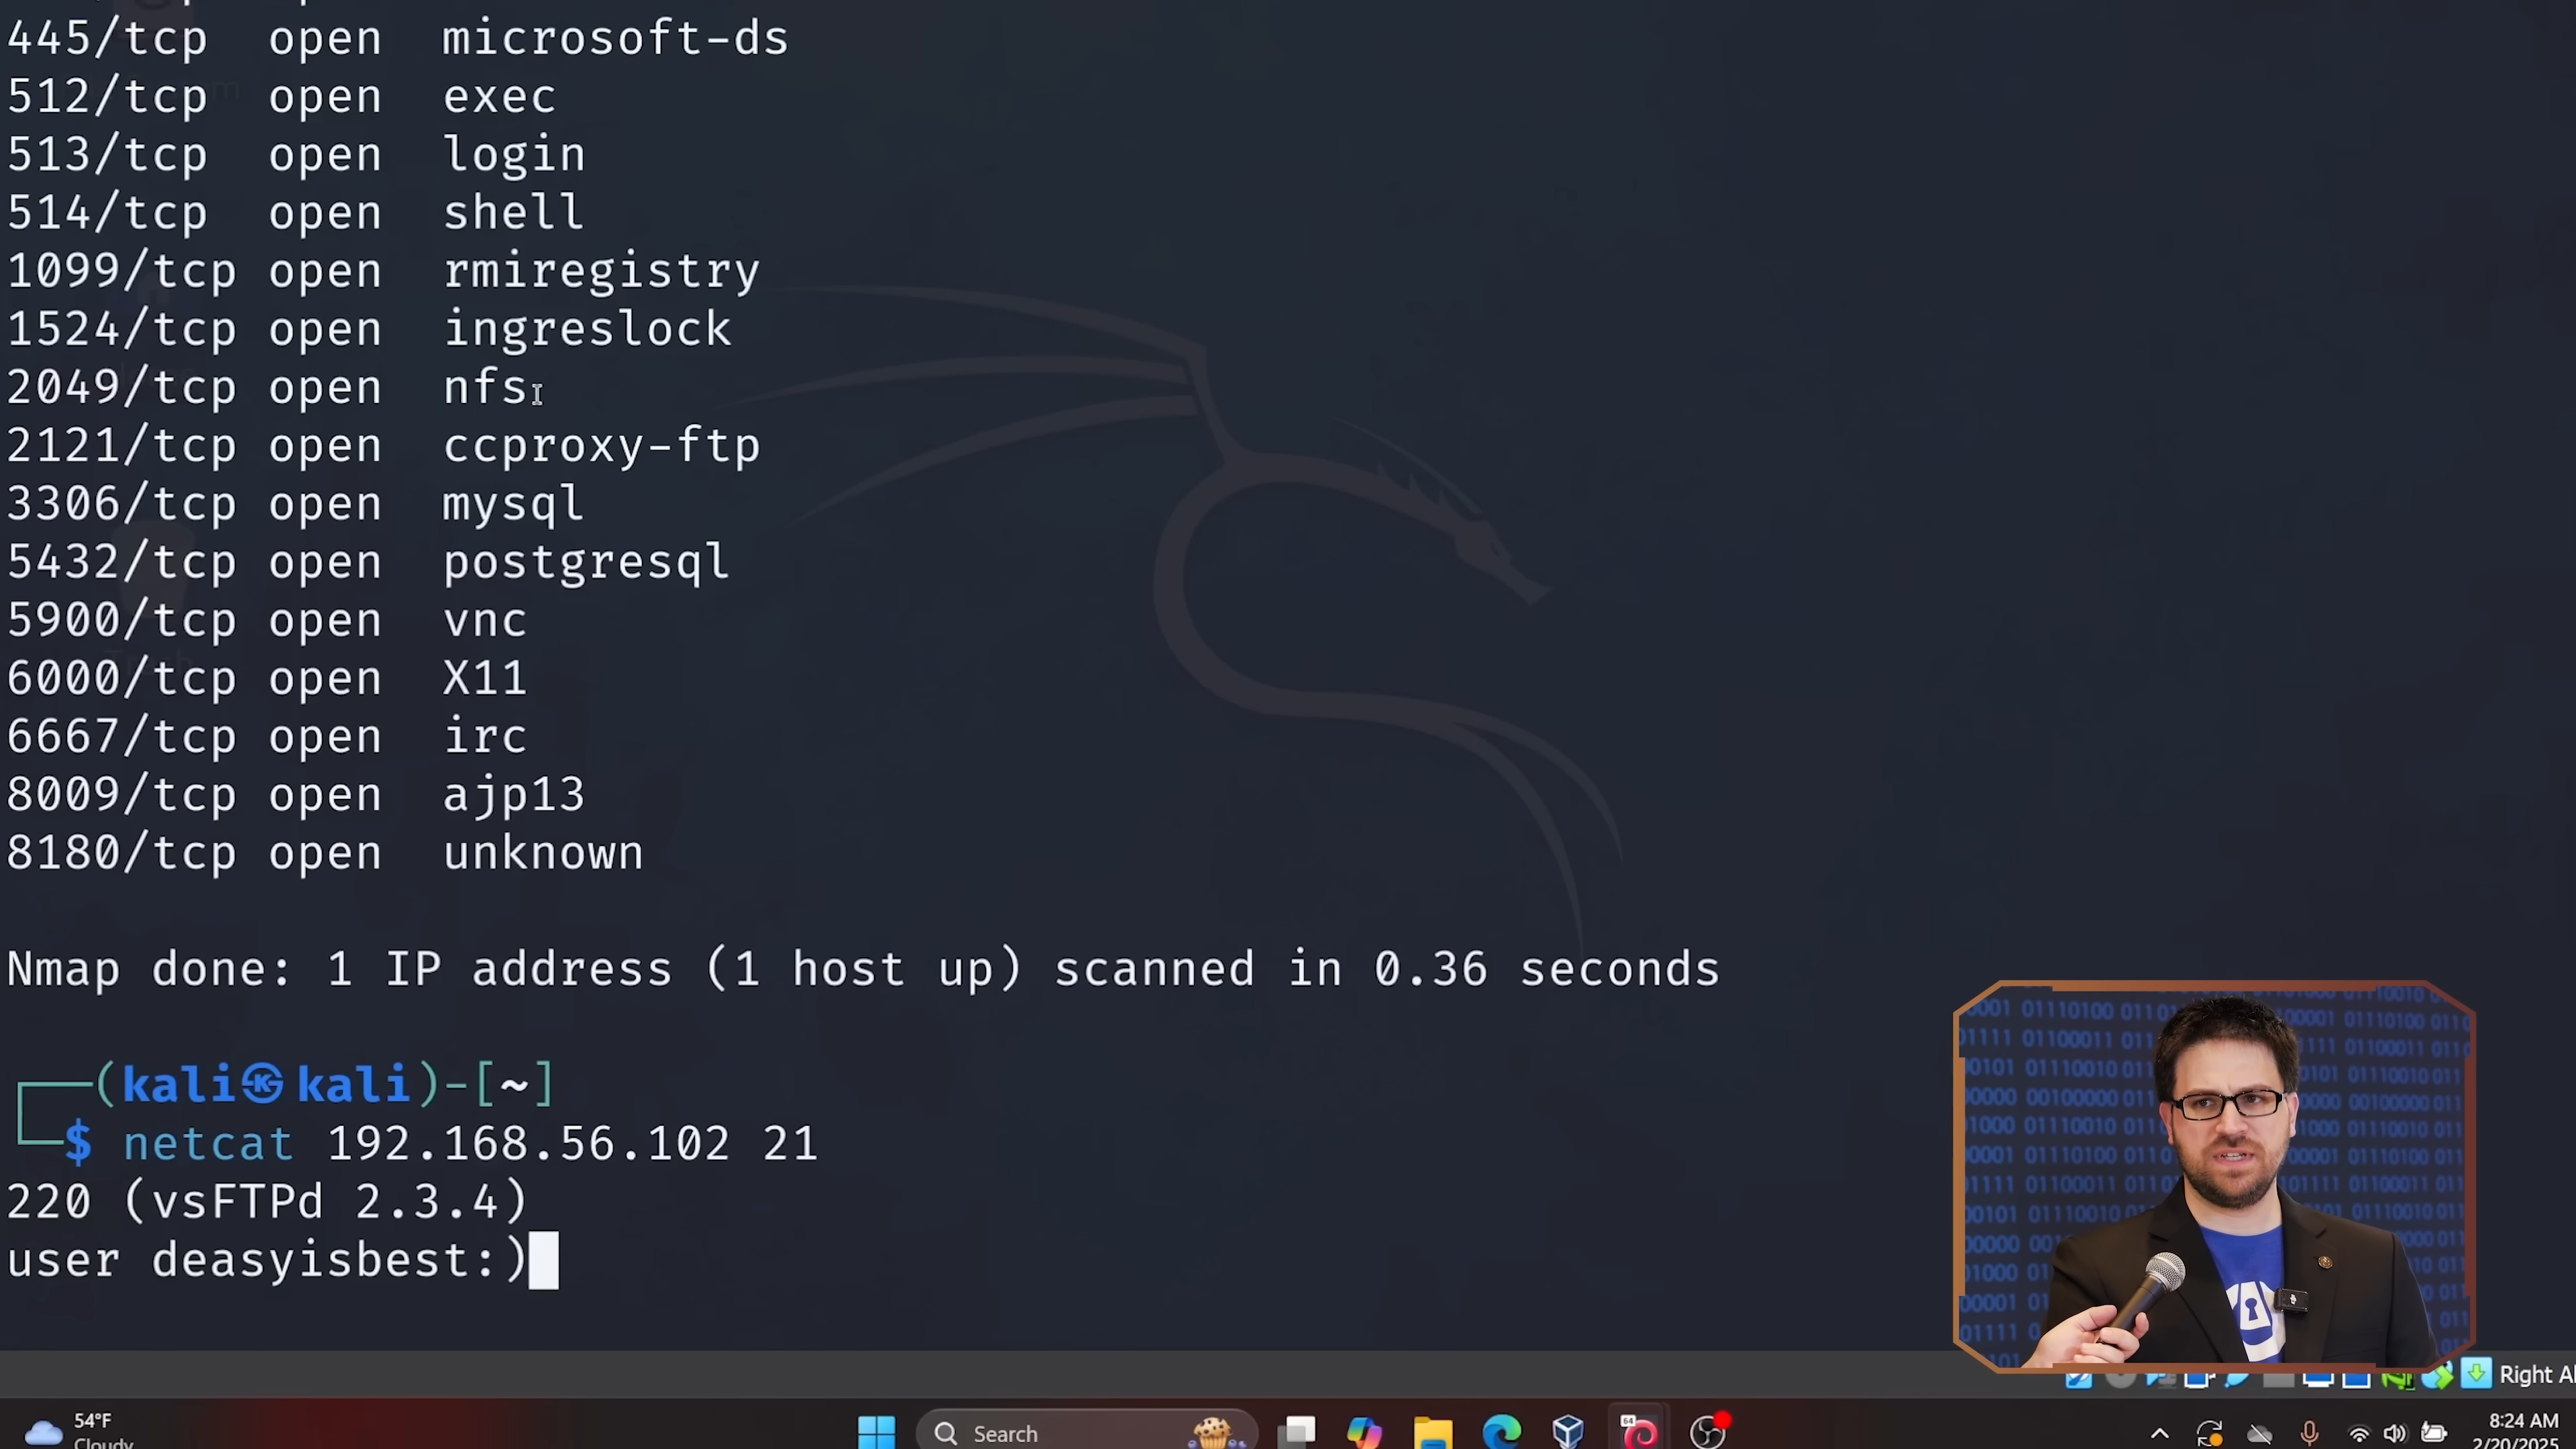 445/tcp open microsoft-ds
512/tcp open exec
513/tcp open login
514/tcp open shell
1099/tcp open rmiregistry
1524/tcp open ingreslock
2049/tcp open nfs
2121/tcp open ccproxy-ftp
3306/tcp open mysql
5432/tcp open postgresql
5900/tcp open vnc
6000/tcp open X11
6667/tcp open irc
8009/tcp open ajp13
8180/tcp open unknown
Nmap done: 1 IP address (1 host up) scanned in 0.36 seconds
(kali㉿kali)-[~]
$ netcat 192.168.56.102 21
220 (vsFTPd 2.3.4)
user deasyisbest:)
Right Al
54°F
Cloudy
Search
64
8:24 AM
2/20/2025